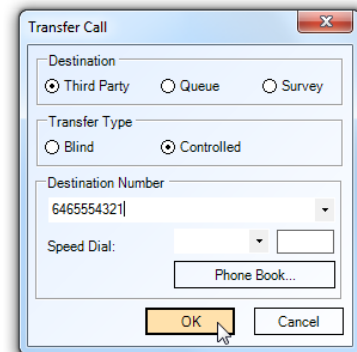 Transfer Call
Destination
Third Party Queue Survey
Transfer Type
Blind Controlled
Destination Number
6465554321
Speed Dial:
Phone Book...
OK Cancel